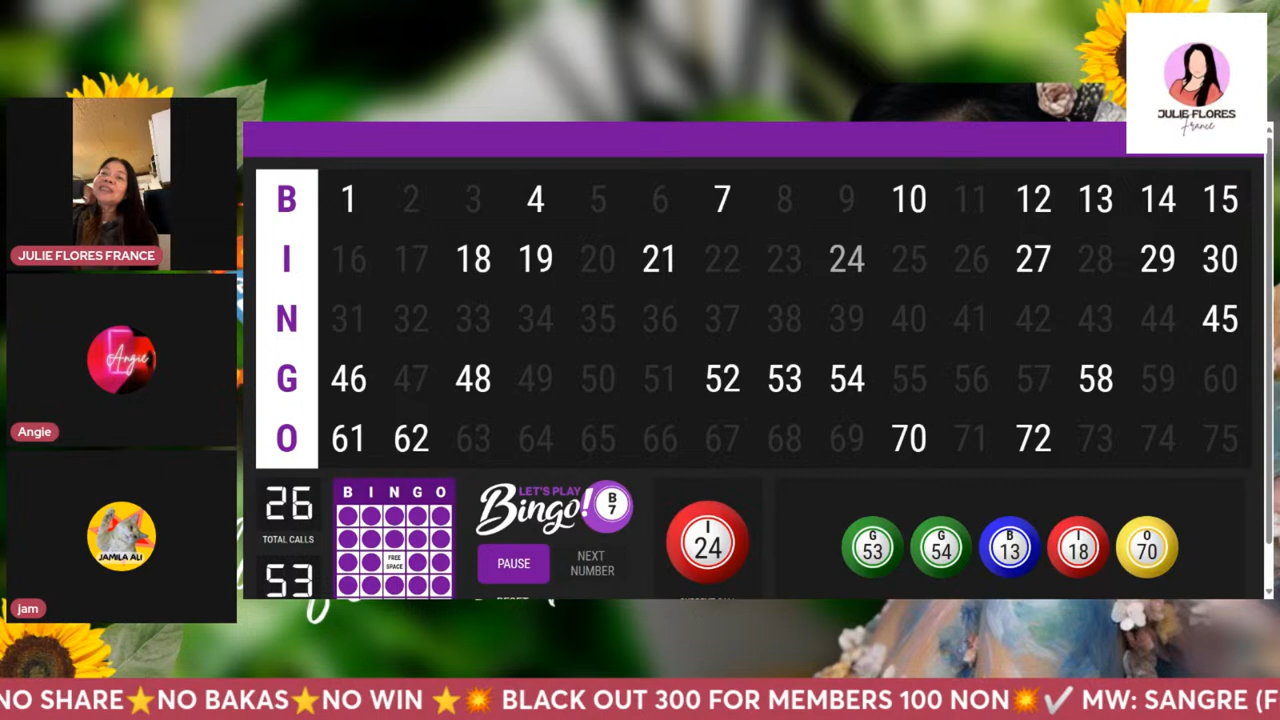 JULIE FLORES
France
JULIE FLORES FRANCE
Angie
Angie
JAMILA ALI
jam
B 1 2 3 4 5 6 7 8 9 10 11 12 13 14 15
I 16 17 18 19 20 21 22 23 24 25 26 27 28 29 30
N 31 32 33 34 35 36 37 38 39 40 41 42 43 44 45
G 46 47 48 49 50 51 52 53 54 55 56 57 58 59 60
O 61 62 63 64 65 66 67 68 69 70 71 72 73 74 75
26
TOTAL CALLS
53
B I N G O
FREE
SPACE
LET'S PLAY
Bingo!
B
7
PAUSE
NEXT
NUMBER
I
24
G
53
G
54
B
13
I
18
O
70
NO SHARE⭐NO BAKAS⭐NO WIN ⭐💥 BLACK OUT 300 FOR MEMBERS 100 NON💥✔ MW: SANGRE (F